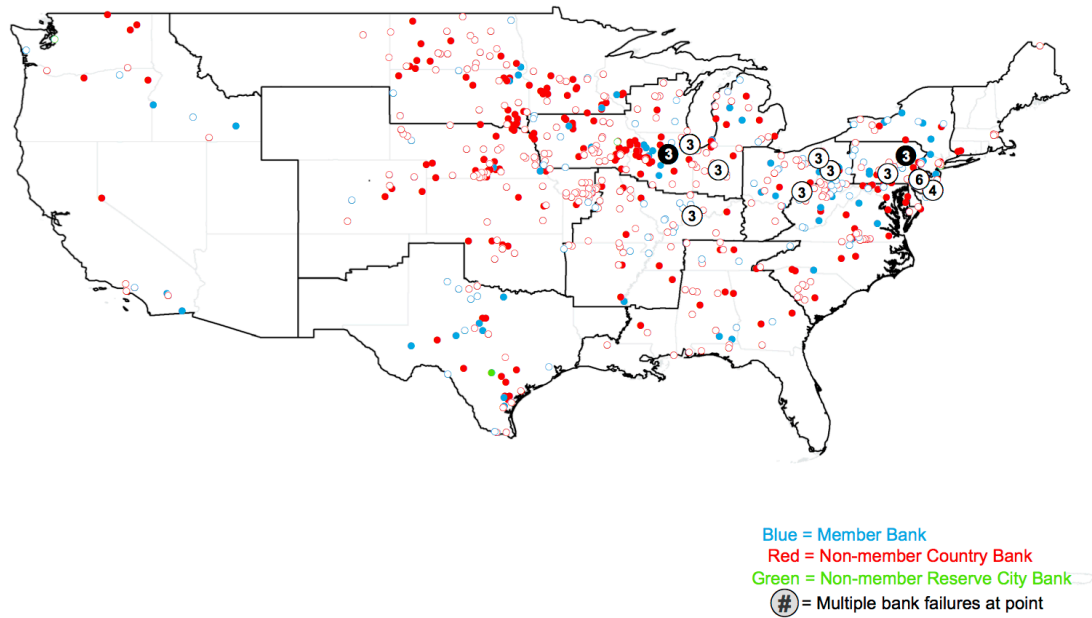 3
3
3
3
3
3
3
6
4
3
3
Blue = Member Bank
Red = Non-member Country Bank
Green = Non-member Reserve City Bank
# = Multiple bank failures at point